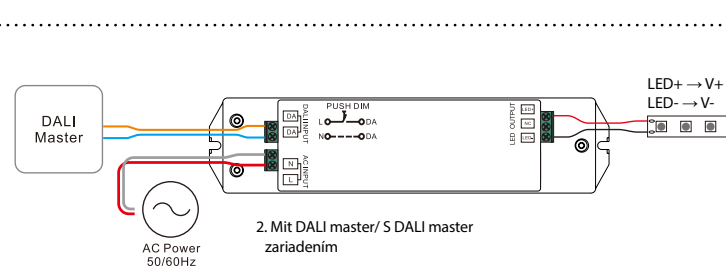 LED+ → V+
LED- → V-
DALI
Master
DA
DA
DALI INPUT
PUSH DIM
L DA
N DA
N
L
AC INPUT
LED OUTPUT
LED+
NC
LED-
AC Power
50/60Hz
2. Mit DALI master/ S DALI master
zariadením